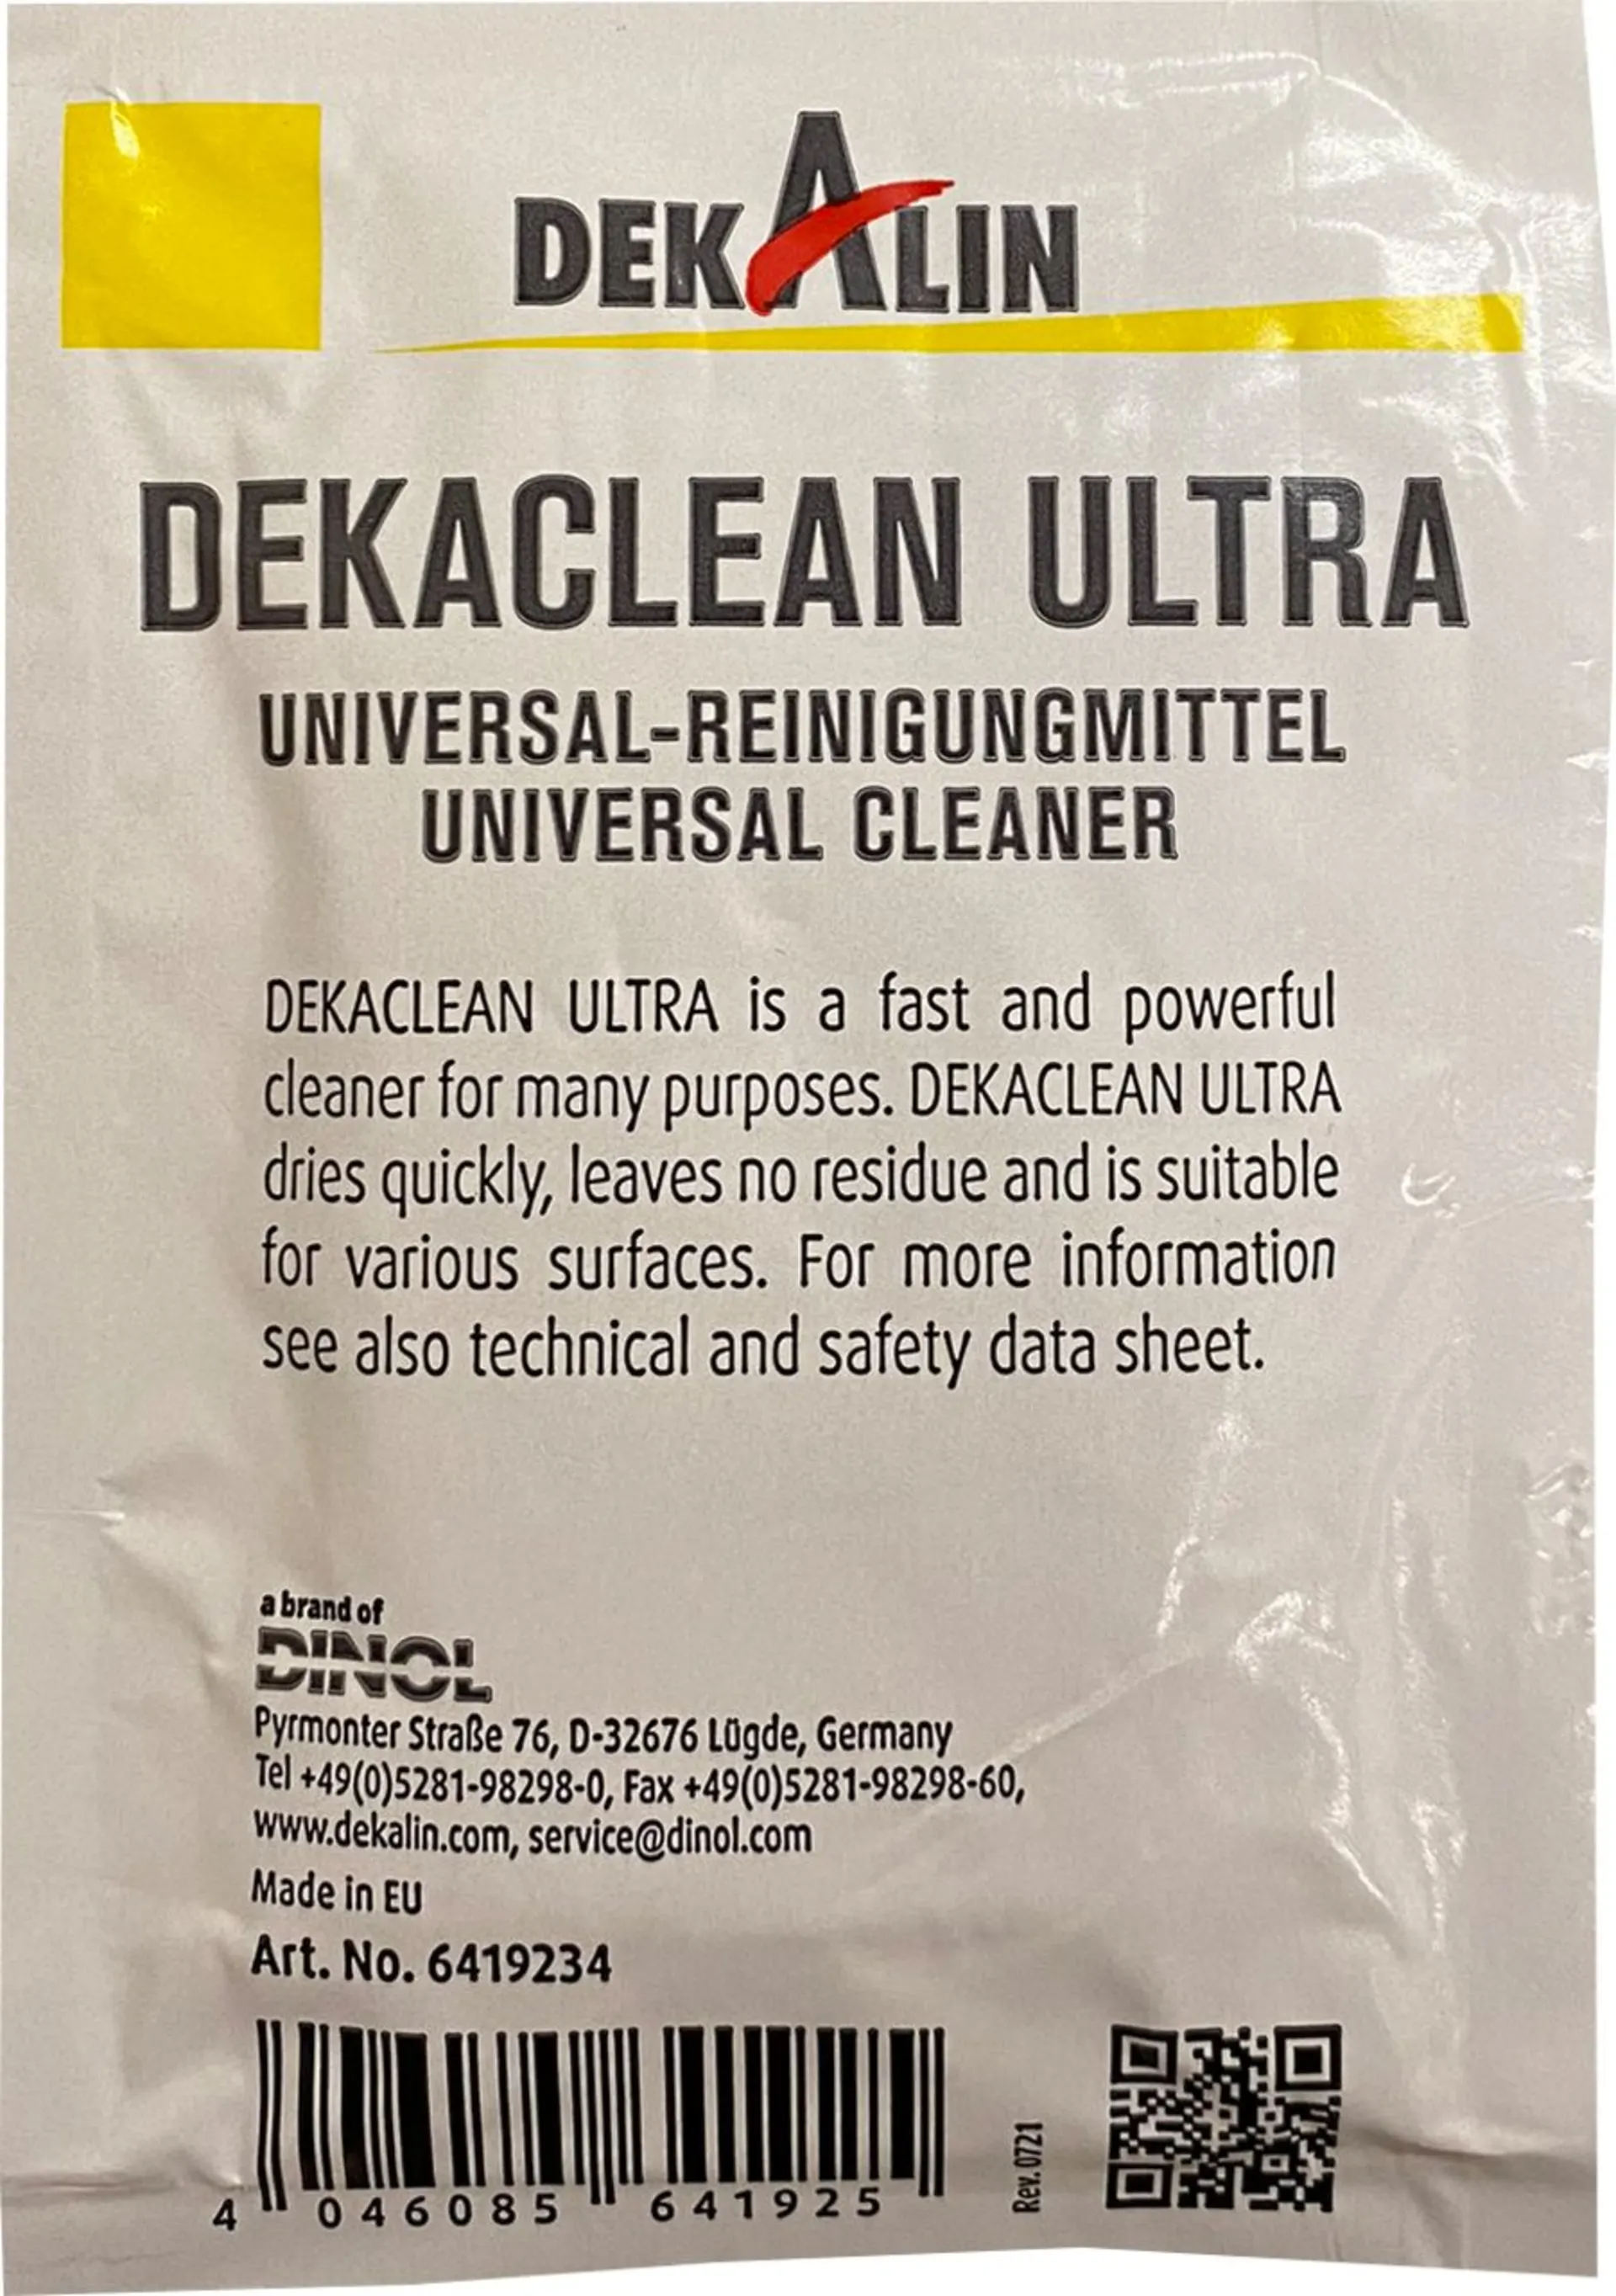 DEKALIN
DEKACLEAN ULTRA
UNIVERSAL-REINIGUNGMITTEL
UNIVERSAL CLEANER
DEKACLEAN ULTRA is a fast and powerful
cleaner for many purposes. DEKACLEAN ULTRA
dries quickly, leaves no residue and is suitable
for various surfaces. For more information
see also technical and safety data sheet.
a brand of
DINOL
Pyrmonter Straße 76, D-32676 Lügde, Germany
Tel +49(0)5281-98298-0, Fax +49(0)5281-98298-60,
www.dekalin.com, service@dinol.com
Made in EU
Art. No. 6419234
4 046085 641925
Rev. 0721